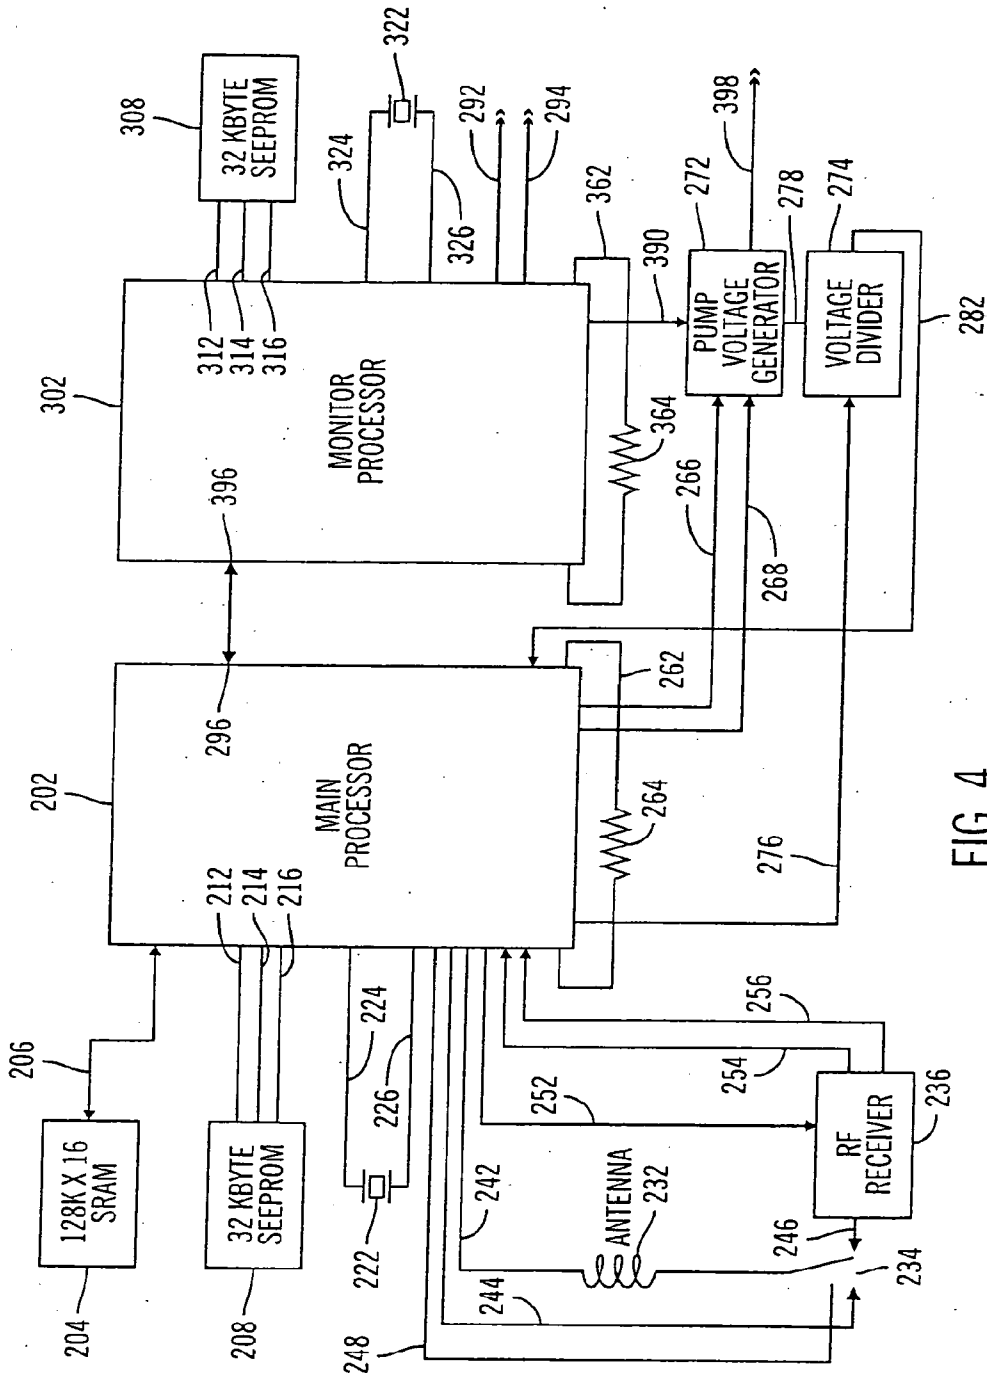 206
128K X 16
SRAM
204
32 KBYTE
SEEPROM
208
202
212
214
216
MAIN
PROCESSOR
296
396
302
MONITOR
PROCESSOR
312
314
316
32 KBYTE
SEEPROM
308
322
324
326
292
294
362
364
390
222
224
226
262
264
266
268
276
PUMP
VOLTAGE
GENERATOR
272
398
278
VOLTAGE
DIVIDER
274
282
242
244
248
252
254
256
ANTENNA
232
RF
RECEIVER
236
246
234
FIG. 4